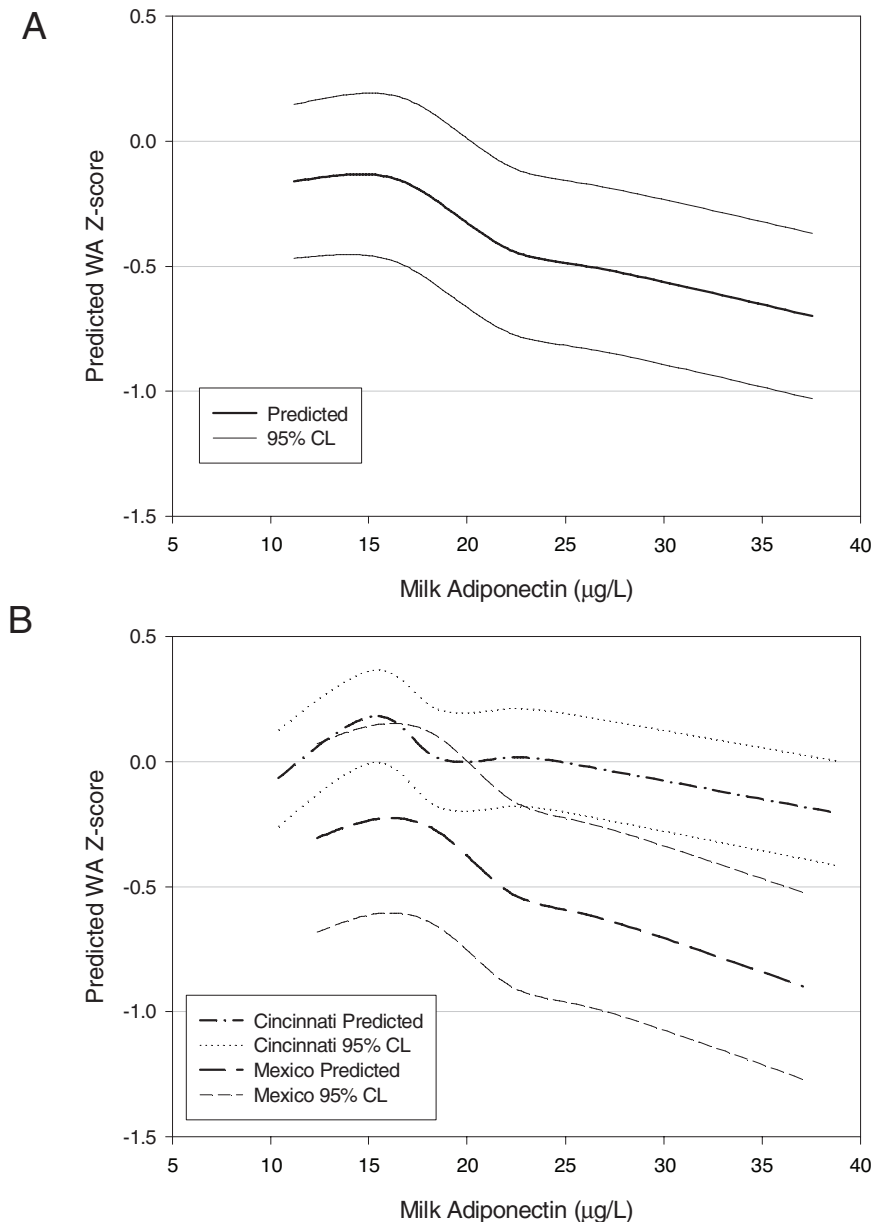 A
0.5
0.0
-0.5
-1.0
-1.5
Predicted WA Z-score
Predicted
95% CL
5 10 15 20 25 30 35 40
Milk Adiponectin (μg/L)
B
0.5
0.0
-0.5
-1.0
-1.5
Predicted WA Z-score
Cincinnati Predicted
Cincinnati 95% CL
Mexico Predicted
Mexico 95% CL
5 10 15 20 25 30 35 40
Milk Adiponectin (μg/L)